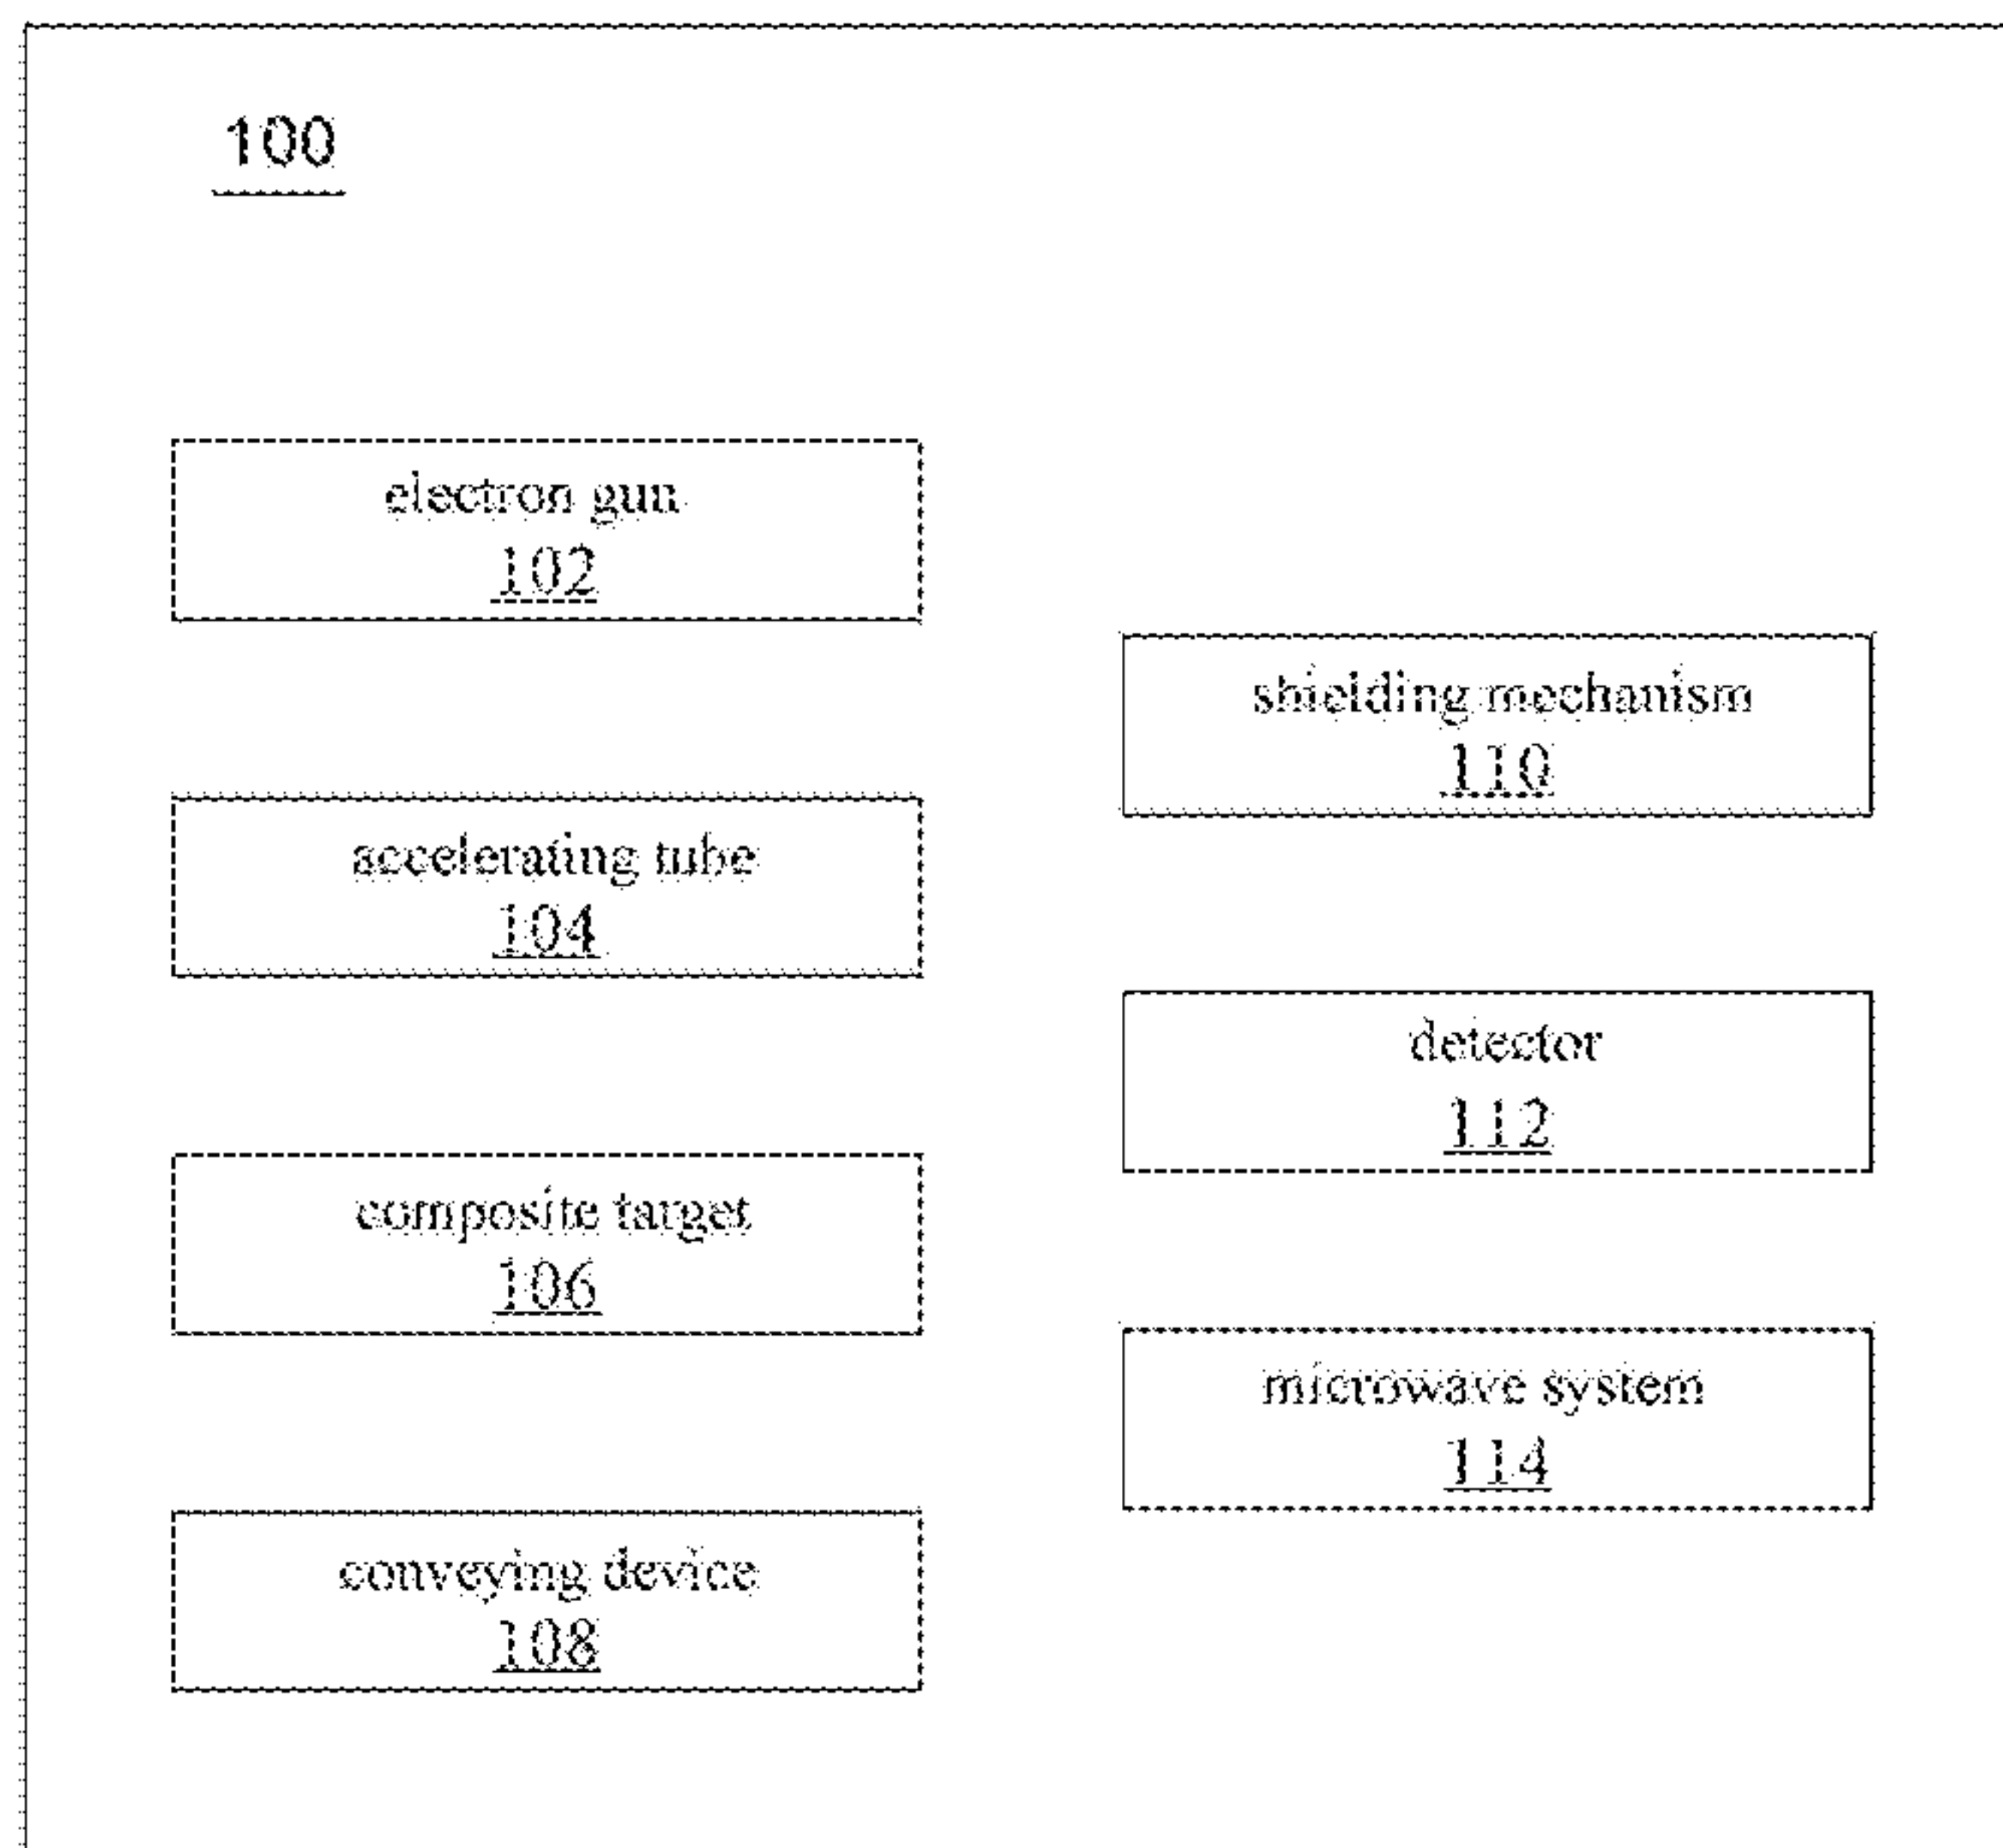 100
electron gun
102
accelerating tube
104
composite target
106
conveying device
108
shielding mechanism
110
detector
112
microwave system
114